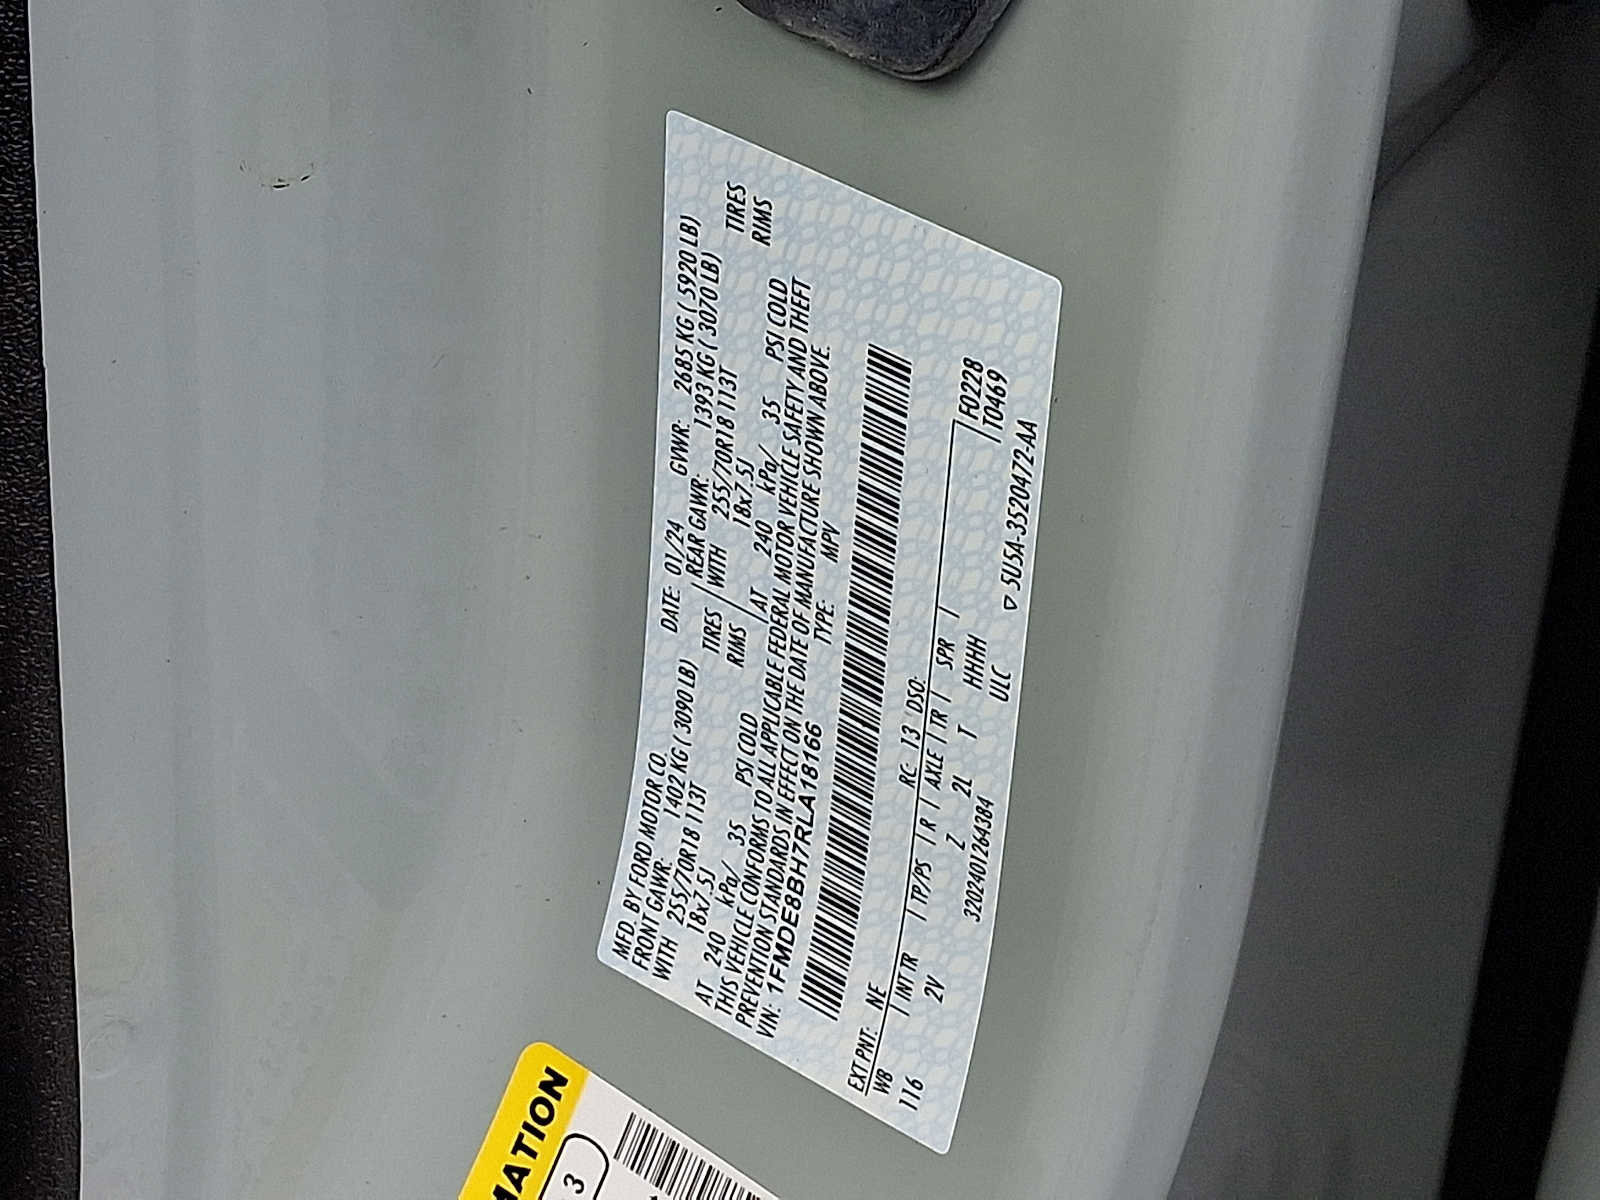 MFD. BY FORD MOTOR CO.
DATE: 01/24 GVWR: 2685 KG ( 5920 LB)
FRONT GAWR: 1402 KG ( 3090 LB) REAR GAWR: 1393 KG ( 3070 LB)
WITH 255/70R18 113T TIRES WITH 255/70R18 113T TIRES
18x7.5J RIMS 18x7.5J RIMS
AT 240 kPa/ 35 PSI COLD AT 240 kPa/ 35 PSI COLD
THIS VEHICLE CONFORMS TO ALL APPLICABLE FEDERAL MOTOR VEHICLE SAFETY AND THEFT
PREVENTION STANDARDS IN EFFECT ON THE DATE OF MANUFACTURE SHOWN ABOVE.
VIN: 1FMDE8BH7RLA18166 TYPE: MPV
EXT PNT: NE RC: 13 DSO: F0228
WB INT TR TP/PS R AXLE TR SPR T0469
116 2V Z 2L T HHHH
3202401264384 ULC
▽ 5U5A-3520472-AA
MATION
3